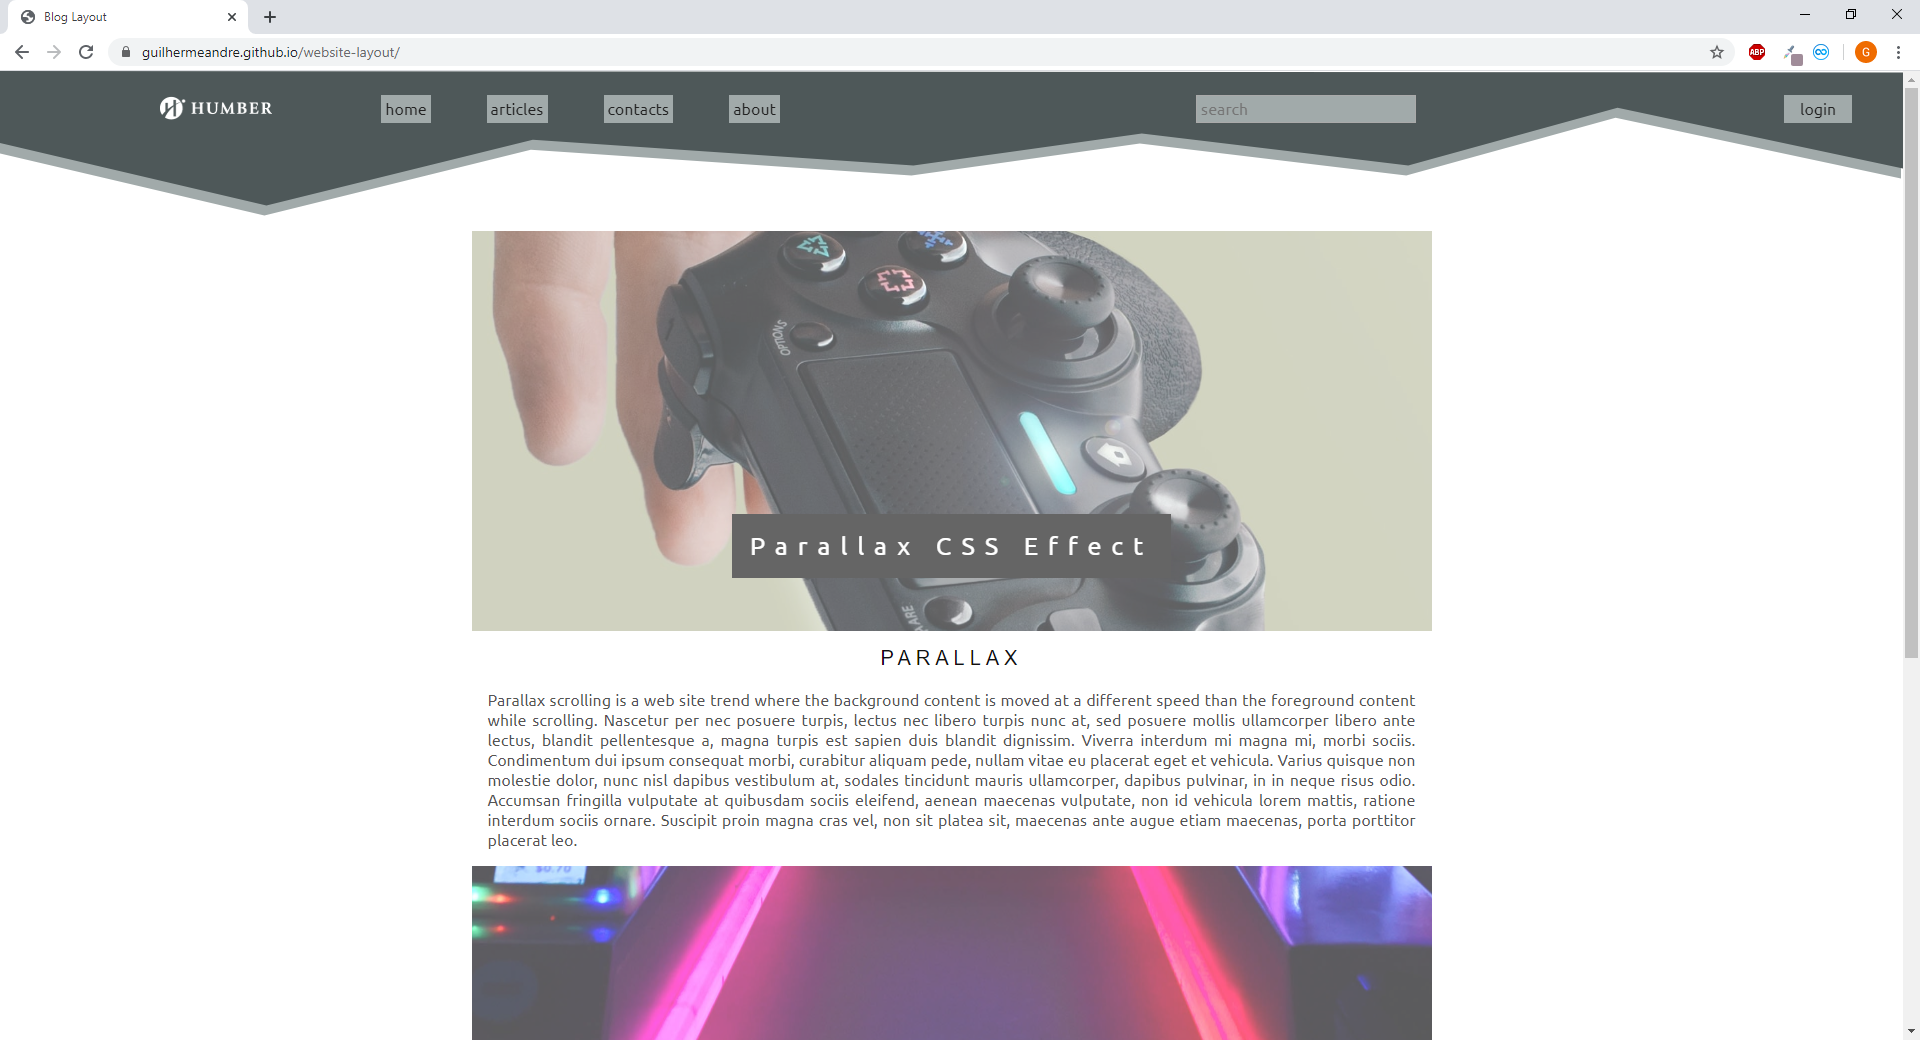 Blog Layout
guilhermeandre.github.io/website-layout/
ABP
G
HUMBER
home articles contacts about search login
OPTIONS
Parallax CSS Effect
PARALLAX
Parallax scrolling is a web site trend where the background content is moved at a different speed than the foreground content
while scrolling. Nascetur per nec posuere turpis, lectus nec libero turpis nunc at, sed posuere mollis ullamcorper libero ante
lectus, blandit pellentesque a, magna turpis est sapien duis blandit dignissim. Viverra interdum mi magna mi, morbi sociis.
Condimentum dui ipsum consequat morbi, curabitur aliquam pede, nullam vitae eu placerat eget et vehicula. Varius quisque non
molestie dolor, nunc nisl dapibus vestibulum at, sodales tincidunt mauris ullamcorper, dapibus pulvinar, in in neque risus odio.
Accumsan fringilla vulputate at quibusdam sociis eleifend, aenean maecenas vulputate, non id vehicula lorem mattis, ratione
interdum sociis ornare. Suscipit proin magna cras vel, non sit platea sit, maecenas ante augue etiam maecenas, porta porttitor
placerat leo.